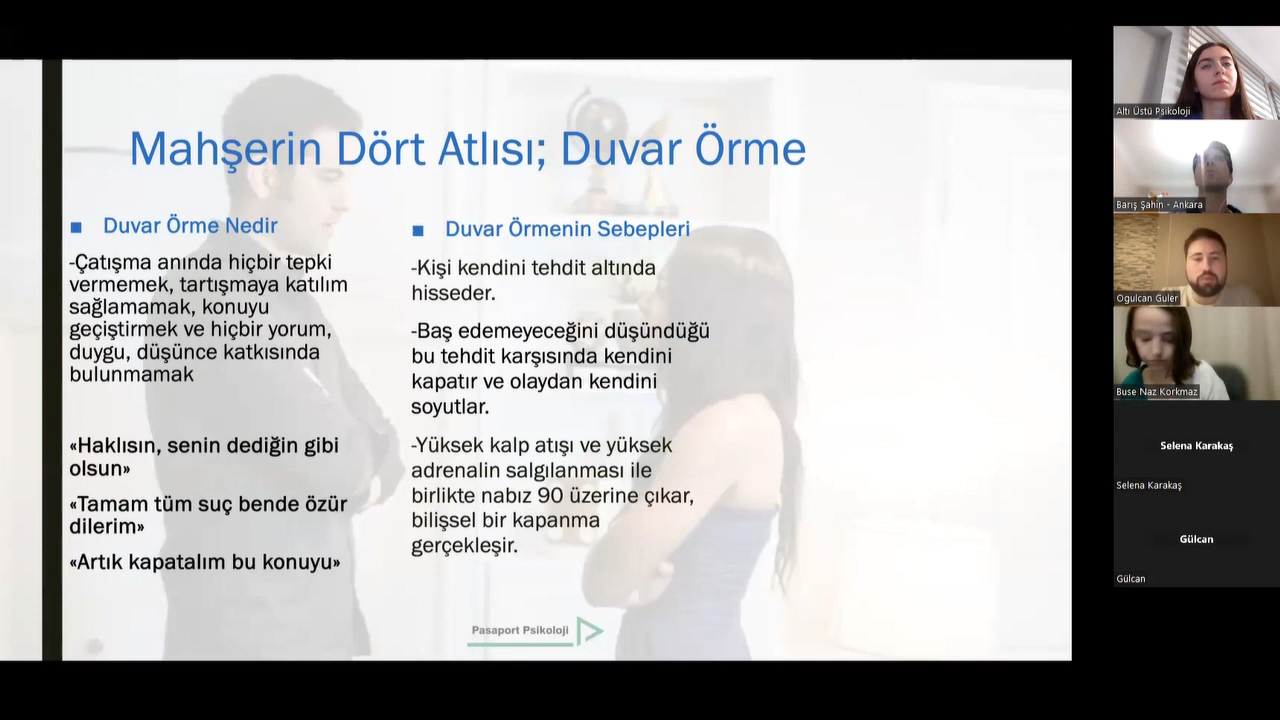 Mahşerin Dört Atlısı; Duvar Örme
Duvar Örme Nedir
-Çatışma anında hiçbir tepki
vermemek, tartışmaya katılım
sağlamamak, konuyu
geçiştirmek ve hiçbir yorum,
duygu, düşünce katkısında
bulunmamak
«Haklısın, senin dediğin gibi
olsun»
«Tamam tüm suç bende özür
dilerim»
«Artık kapatalım bu konuyu»
Duvar Örmenin Sebepleri
-Kişi kendini tehdit altında
hisseder.
-Baş edemeyeceğini düşündüğü
bu tehdit karşısında kendini
kapatır ve olaydan kendini
soyutlar.
-Yüksek kalp atışı ve yüksek
adrenalin salgılanması ile
birlikte nabız 90 üzerine çıkar,
bilişsel bir kapanma
gerçekleşir.
Pasaport Psikoloji
Altı Üstü Psikoloji
Barış Şahin - Ankara
Ogulcan Guler
Buse Naz Korkmaz
Selena Karakaş
Selena Karakaş
Gülcan
Gülcan